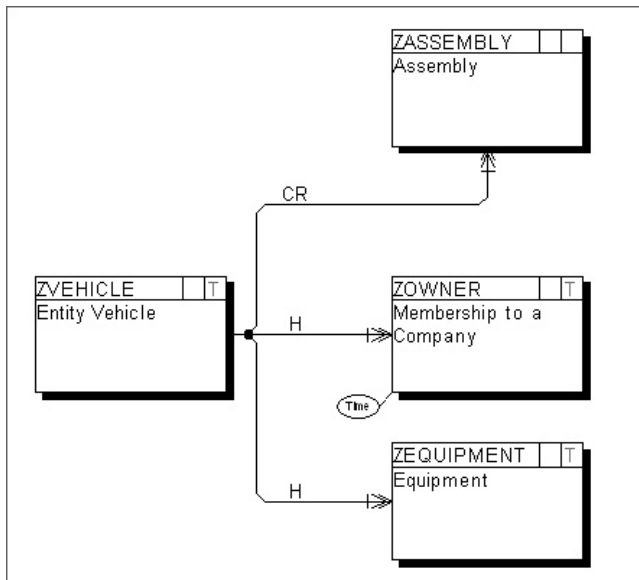 ZASSEMBLY
Assembly
CR
ZVEHICLE T
Entity Vehicle
ZOWNER T
Membership to a
Company
H
Time
ZEQUIPMENT T
Equipment
H